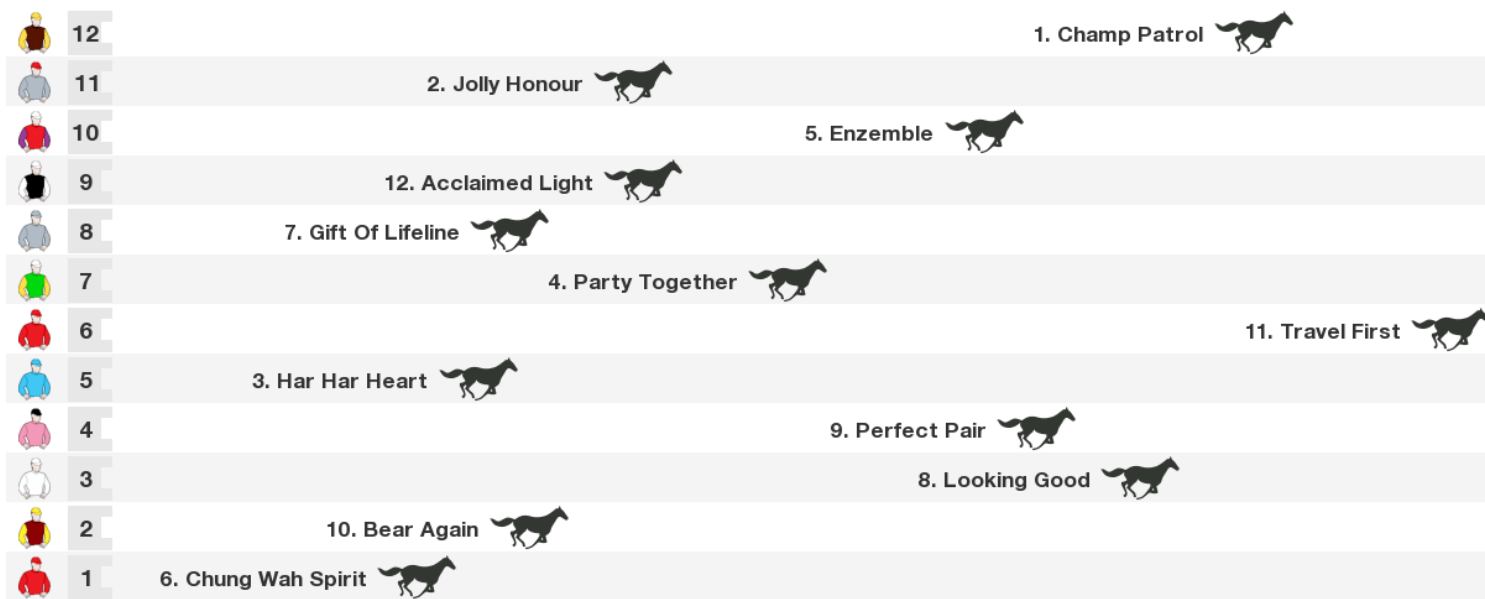 12 1. Champ Patrol
11 2. Jolly Honour
10 5. Enzemble
9 12. Acclaimed Light
8 7. Gift Of Lifeline
7 4. Party Together
6 11. Travel First
5 3. Har Har Heart
4 9. Perfect Pair
3 8. Looking Good
2 10. Bear Again
1 6. Chung Wah Spirit